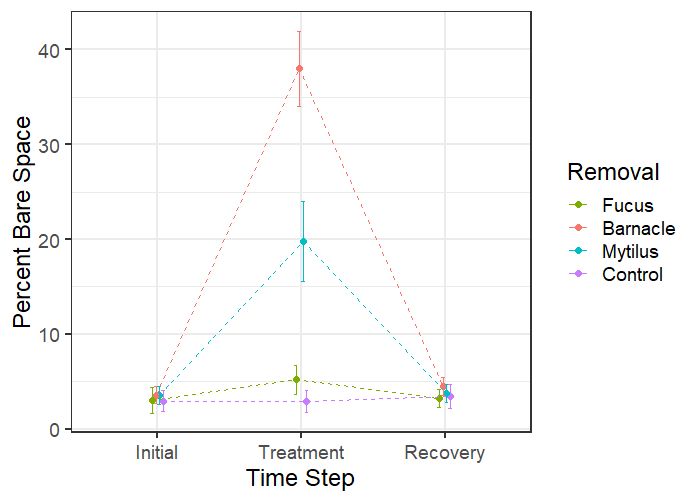 Percent Bare Space
40
30
20
10
0
Initial
Treatment
Recovery
Time Step
Removal
Fucus
Barnacle
Mytilus
Control